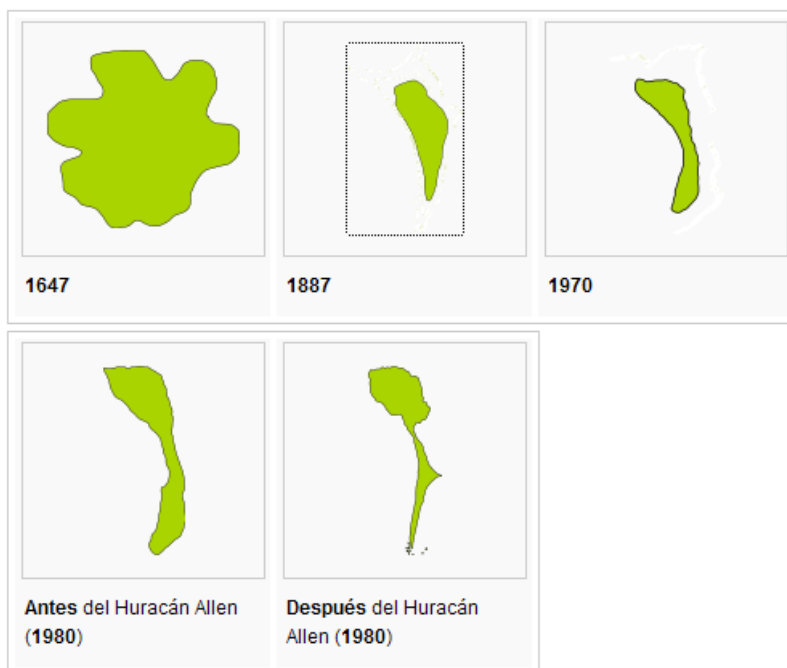 1647
1887
1970
Antes del Huracán Allen
(1980)
Después del Huracán
Allen (1980)